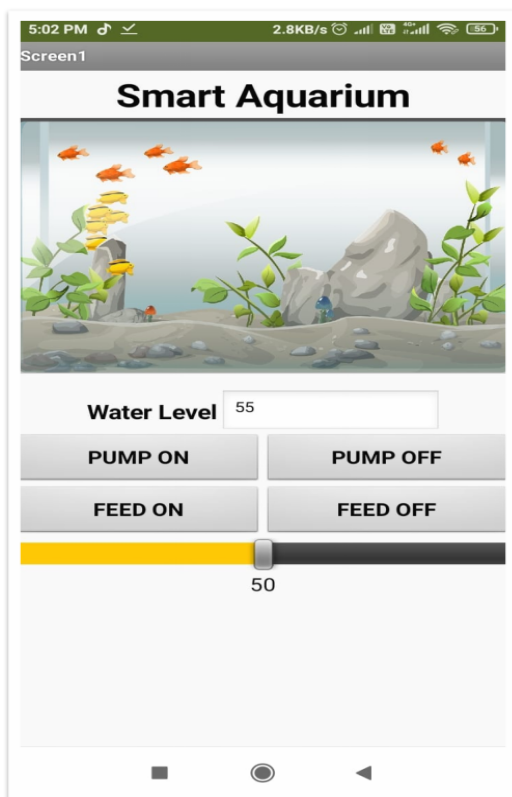 5:02 PM 2.8KB/s 4G+ 56
Screen1
Smart Aquarium
Water Level 55
PUMP ON PUMP OFF
FEED ON FEED OFF
50